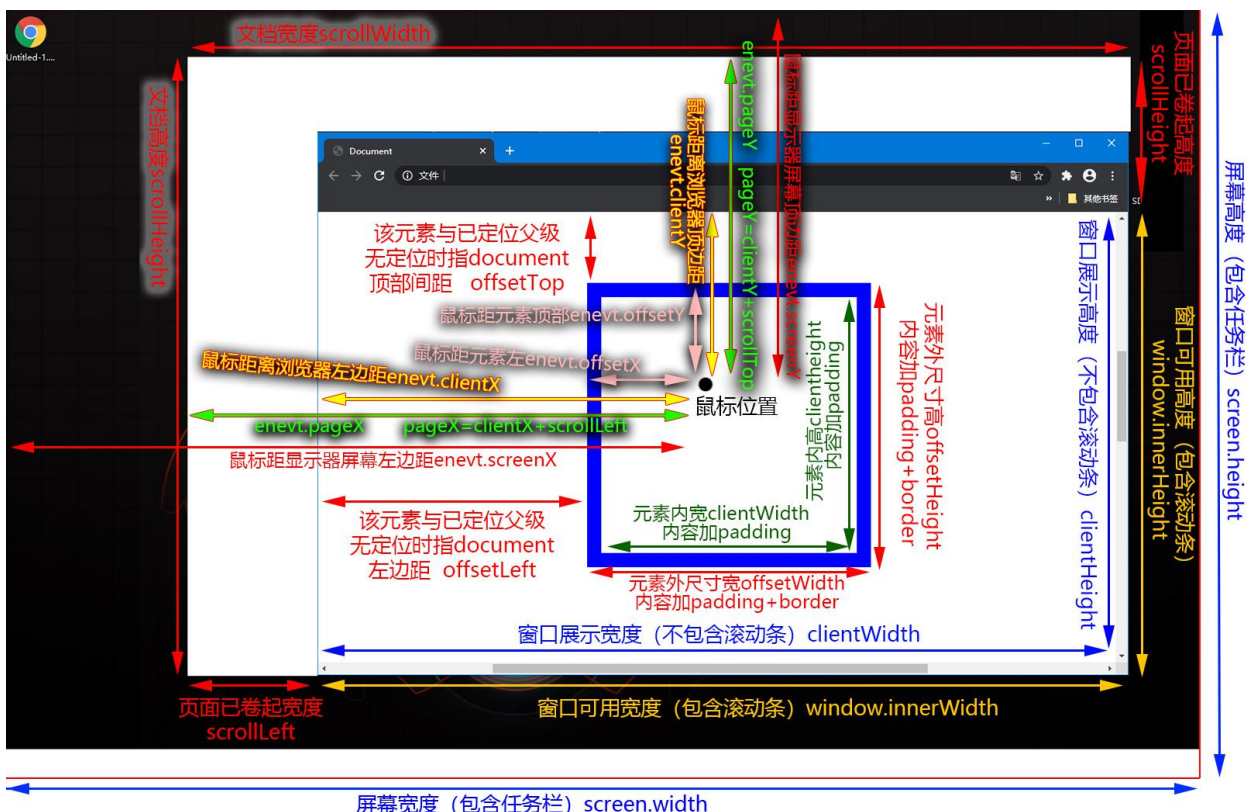 Untitled-1....
文档宽度scrollWidth
页面已卷起高度
scrollHeight
文档高度scrollHeight
enevt.pageY pageY=clientY+scrollTop
鼠标距显示器屏幕顶边距enevt.screenY
鼠标距离浏览器顶边距
enevt.clientY
屏幕高度（包含任务栏）screen.height
Document
文件
其他书签
该元素与已定位父级
无定位时指document
顶部间距 offsetTop
窗口展示高度（不包含滚动条）clientHeight
窗口可用高度（包含滚动条）
window.innerHeight
鼠标距元素顶部enevt.offsetY
鼠标距元素左enevt.offsetX
鼠标距离浏览器左边距enevt.clientX
鼠标位置
enevt.pageX pageX=clientX+scrollLeft
鼠标距显示器屏幕左边距enevt.screenX
元素内高clientheight
内容加padding
元素外尺寸高offsetHeight
内容加padding+border
该元素与已定位父级
无定位时指document
左边距 offsetLeft
元素内宽clientWidth
内容加padding
元素外尺寸宽offsetWidth
内容加padding+border
窗口展示宽度（不包含滚动条）clientWidth
页面已卷起宽度
scrollLeft
窗口可用宽度（包含滚动条）window.innerWidth
屏幕宽度（包含任务栏）screen.width